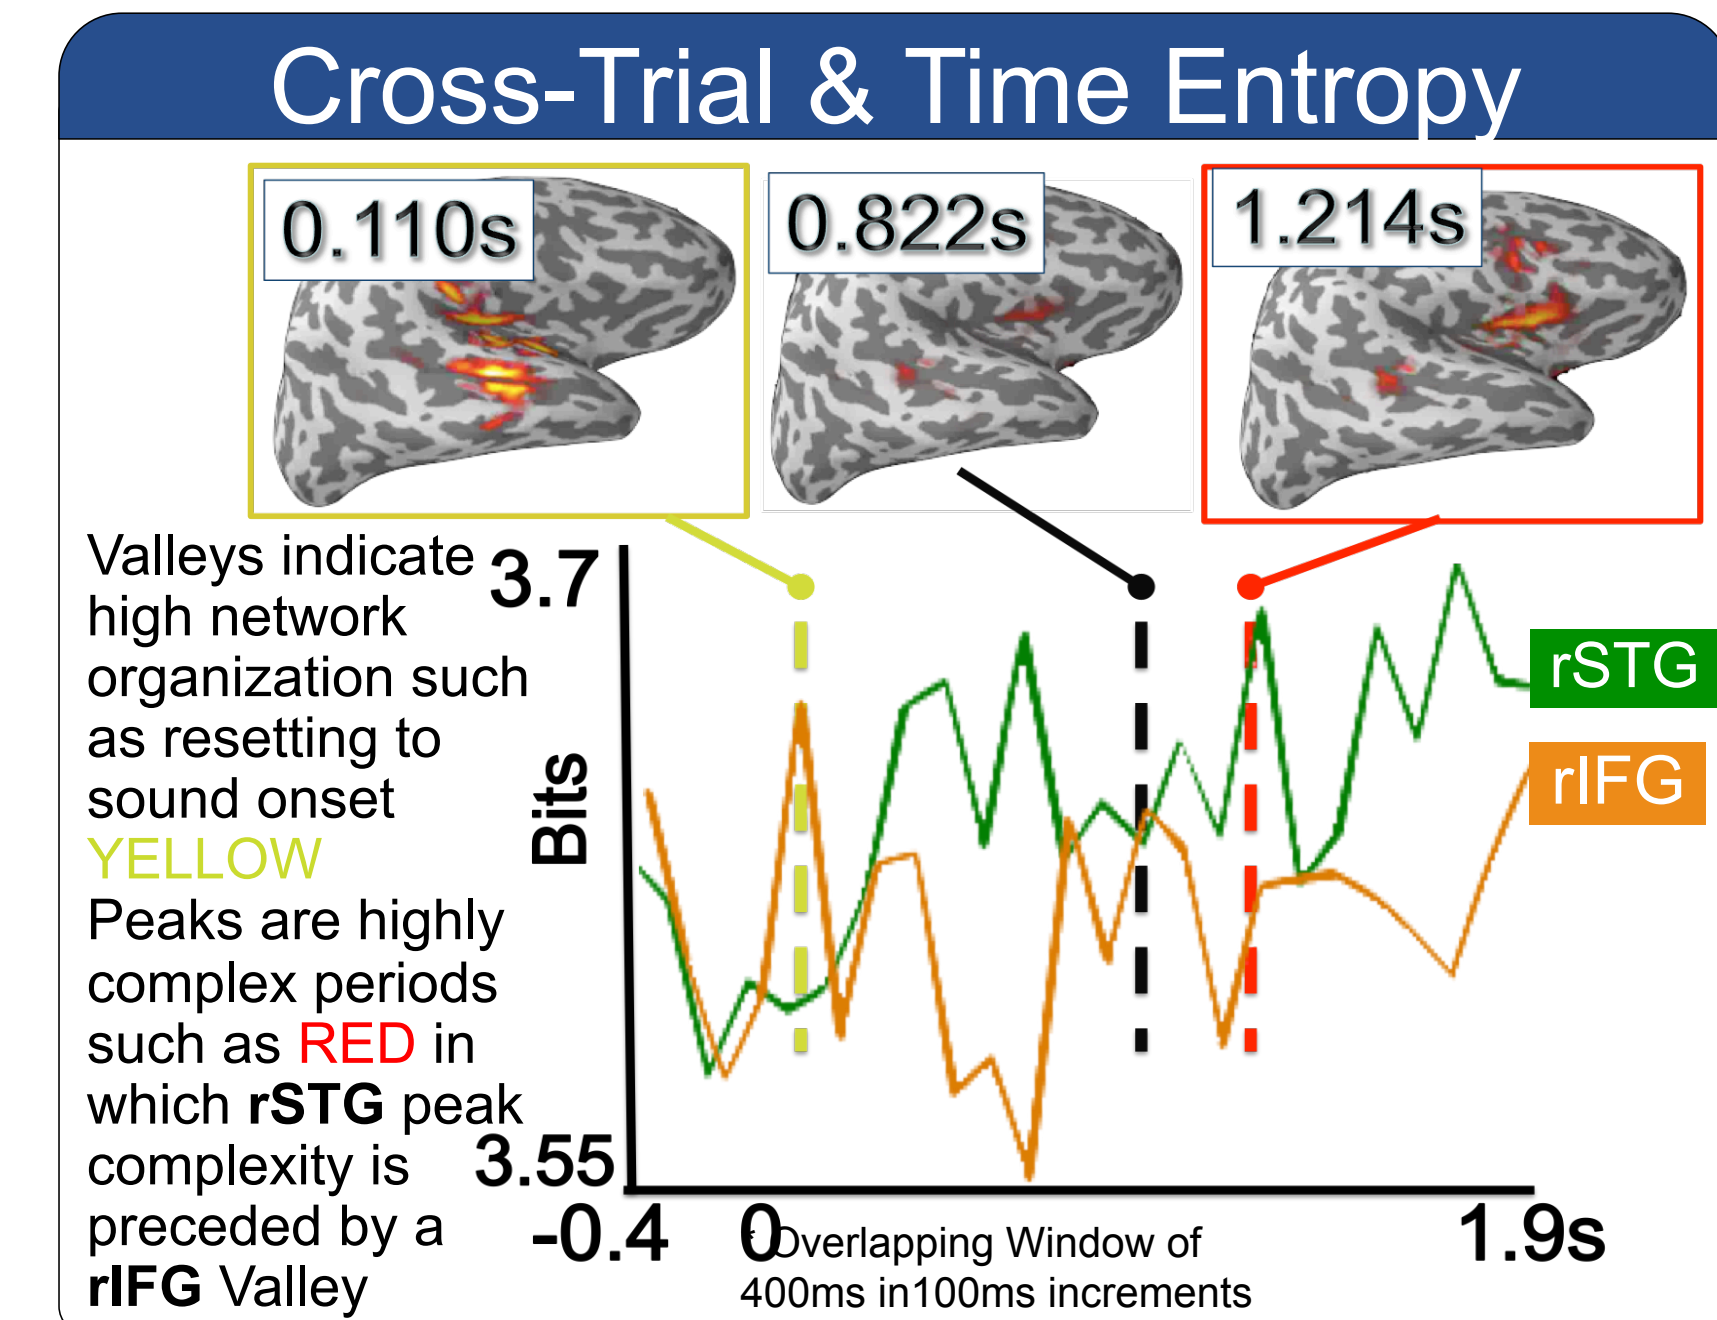 Cross-Trial & Time Entropy
0.110s
0.822s
1.214s
Valleys indicate
high network
organization such
as resetting to
sound onset
YELLOW
Peaks are highly
complex periods
such as RED in
which rSTG peak
complexity is
preceded by a
rIFG Valley
3.7
Bits
3.55
-0.4
0
1.9s
rSTG
rIFG
* Overlapping Window of
400ms in100ms increments